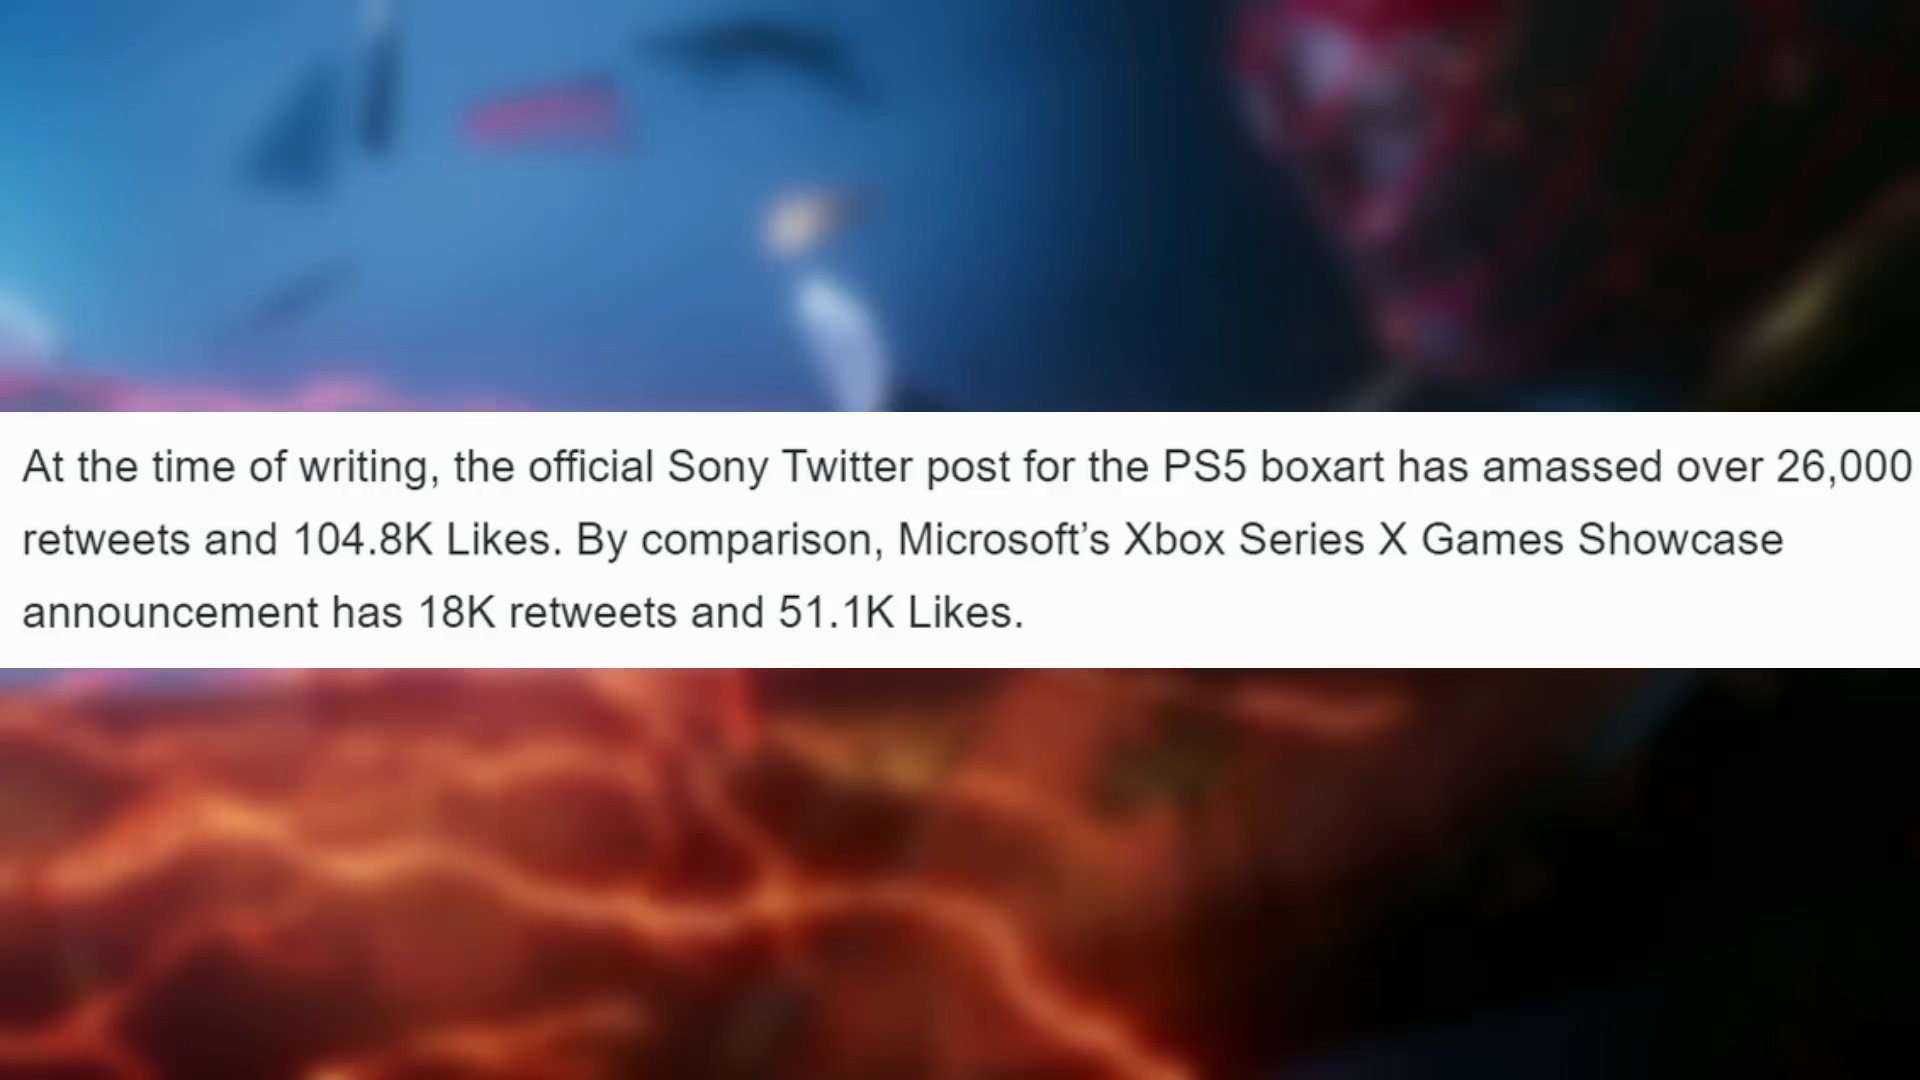 At the time of writing, the official Sony Twitter post for the PS5 boxart has amassed over 26,000
retweets and 104.8K Likes. By comparison, Microsoft’s Xbox Series X Games Showcase
announcement has 18K retweets and 51.1K Likes.